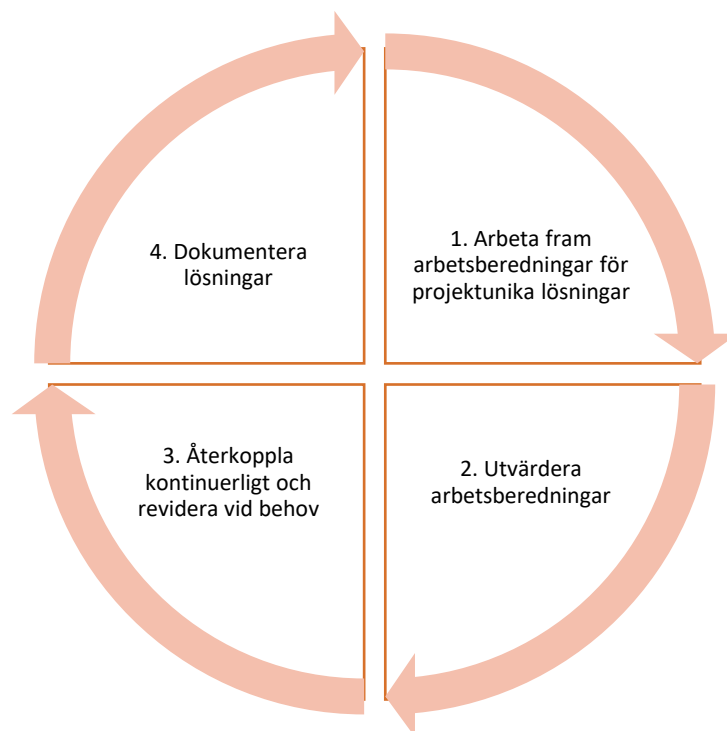 1. Arbeta fram
arbetsberedningar för
projektunika lösningar
2. Utvärdera
arbetsberedningar
3. Återkoppla
kontinuerligt och
revidera vid behov
4. Dokumentera
lösningar